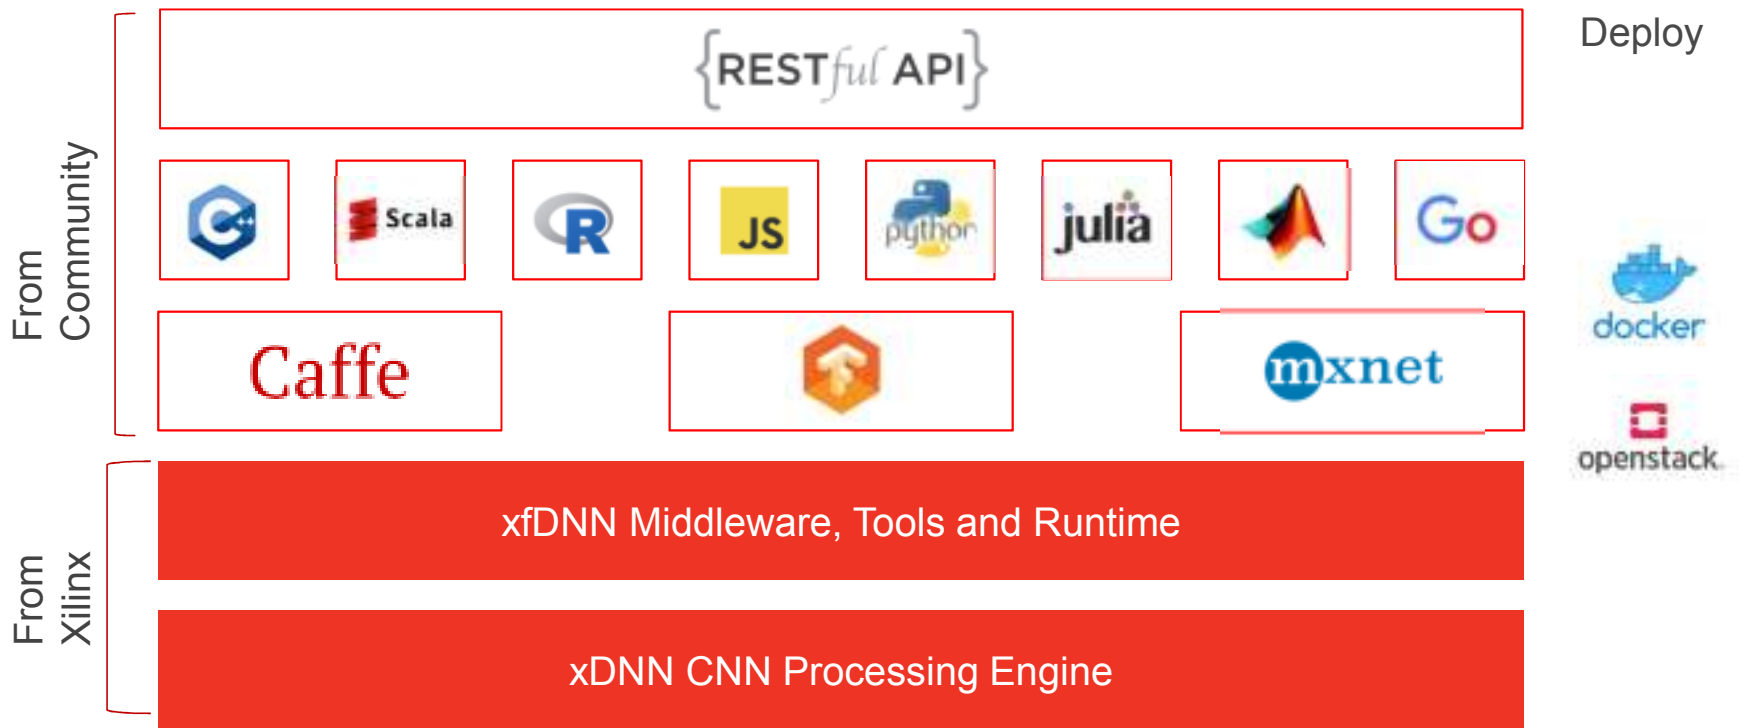 Deploy
{RESTful API}
From
Community
C++
Scala
R
JS
python
julia
Go
docker
Caffe
mxnet
openstack.
xfDNN Middleware, Tools and Runtime
From
Xilinx
xDNN CNN Processing Engine